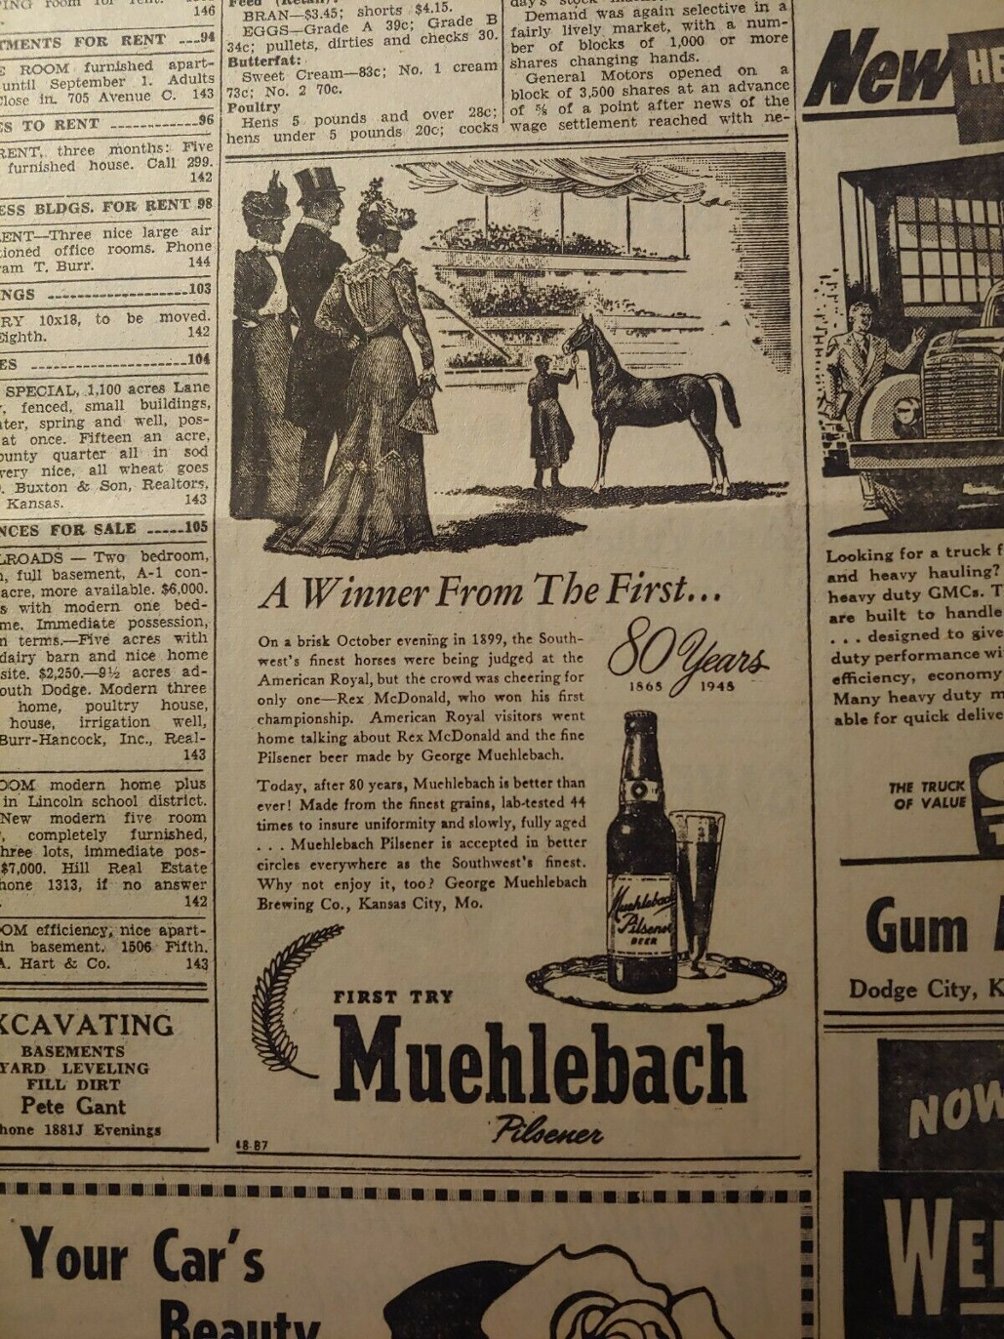 PING room for rent.
146
TMENTS FOR RENT ---94
E ROOM furnished apart-
until September 1. Adults
Close in. 705 Avenue C. 143
ES TO RENT ------------96
RENT, three months: Five
furnished house. Call 299.
142
ESS BLDGS. FOR RENT 98
ENT—Three nice large air
tioned office rooms. Phone
am T. Burr. 144
NGS ------------------103
RY 10x18, to be moved.
Eighth. 142
ES --------------------104
SPECIAL, 1,100 acres Lane
, fenced, small buildings,
ater, spring and well, pos-
at once. Fifteen an acre,
ounty quarter all in sod
very nice, all wheat goes
. Buxton & Son, Realtors,
Kansas. 143
NCES FOR SALE -----105
LROADS — Two bedroom,
n, full basement, A-1 con-
acre, more available. $6,000.
s with modern one bed-
me. Immediate possession,
n terms.—Five acres with
dairy barn and nice home
site. $2,250.—9½ acres ad-
outh Dodge. Modern three
home, poultry house,
house, irrigation well,
Burr-Hancock, Inc., Real-
143
OOM modern home plus
in Lincoln school district.
New modern five room
, completely furnished,
hree lots, immediate pos-
$7,000. Hill Real Estate
hone 1313, if no answer
142
OOM efficiency, nice apart-
in basement. 1506 Fifth.
A. Hart & Co. 143
XCAVATING
BASEMENTS
YARD LEVELING
FILL DIRT
Pete Gant
hone 1881J Evenings
Feed (Retail):
BRAN—$3.45; shorts $4.15.
EGGS—Grade A 39c; Grade B
34c; pullets, dirties and checks 30.
Butterfat:
Sweet Cream—83c; No. 1 cream
73c; No. 2 70c.
Poultry
Hens 5 pounds and over 28c;
hens under 5 pounds 20c; cocks
day's stock
Demand was again selective in a
fairly lively market, with a num-
ber of blocks of 1,000 or more
shares changing hands.
General Motors opened on a
block of 3,500 shares at an advance
of ⅝ of a point after news of the
wage settlement reached with ne-
A Winner From The First...
On a brisk October evening in 1899, the South-
west's finest horses were being judged at the
American Royal, but the crowd was cheering for
only one—Rex McDonald, who won his first
championship. American Royal visitors went
home talking about Rex McDonald and the fine
Pilsener beer made by George Muehlebach.
Today, after 80 years, Muehlebach is better than
ever! Made from the finest grains, lab-tested 44
times to insure uniformity and slowly, fully aged
. . . Muehlebach Pilsener is accepted in better
circles everywhere as the Southwest's finest.
Why not enjoy it, too? George Muehlebach
Brewing Co., Kansas City, Mo.
80 Years
1868 1948
Muehlebach
Pilsener
BEER
FIRST TRY
Muehlebach
Pilsener
48-87
Your Car's
Beauty
New
HE
Looking for a truck f
and heavy hauling?
heavy duty GMCs. T
are built to handle
. . . designed to give
duty performance wi
efficiency, economy
Many heavy duty m
able for quick delive
THE TRUCK
OF VALUE
Gum
Dodge City, K
NOW
WE